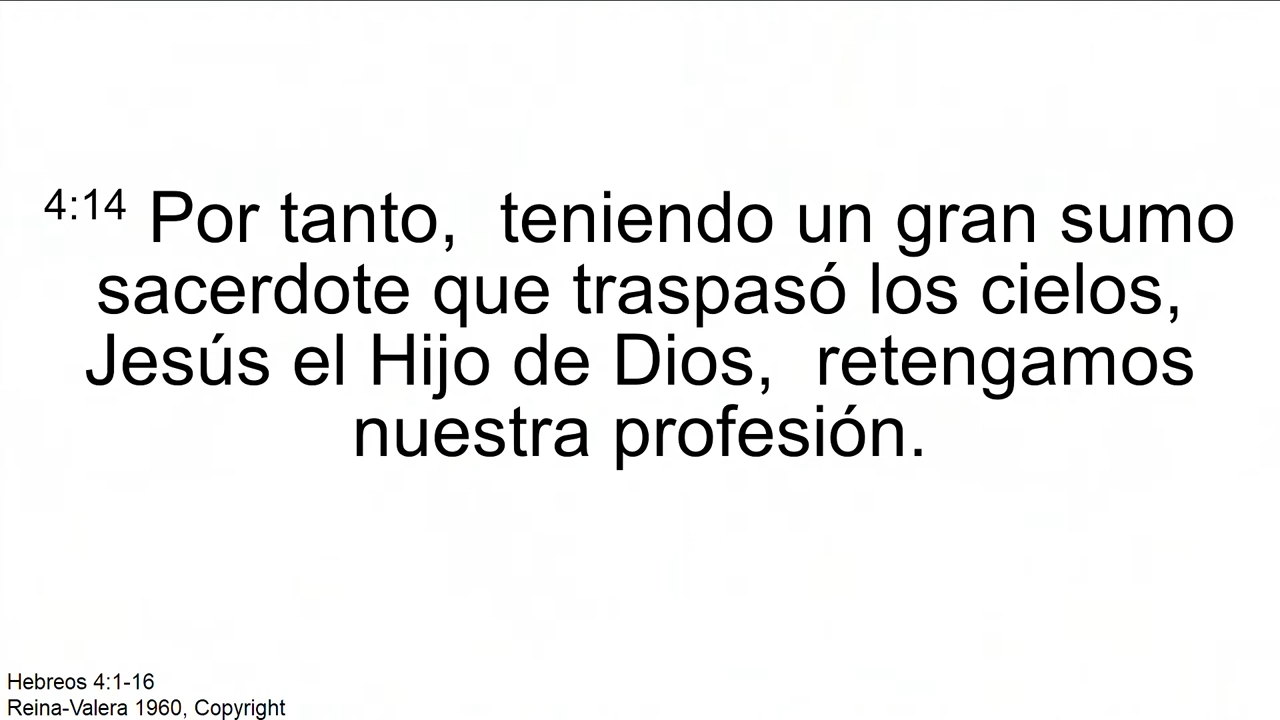 4:14 Por tanto,  teniendo un gran sumo
sacerdote que traspasó los cielos,
Jesús el Hijo de Dios,  retengamos
nuestra profesión.
Hebreos 4:1-16
Reina-Valera 1960, Copyright